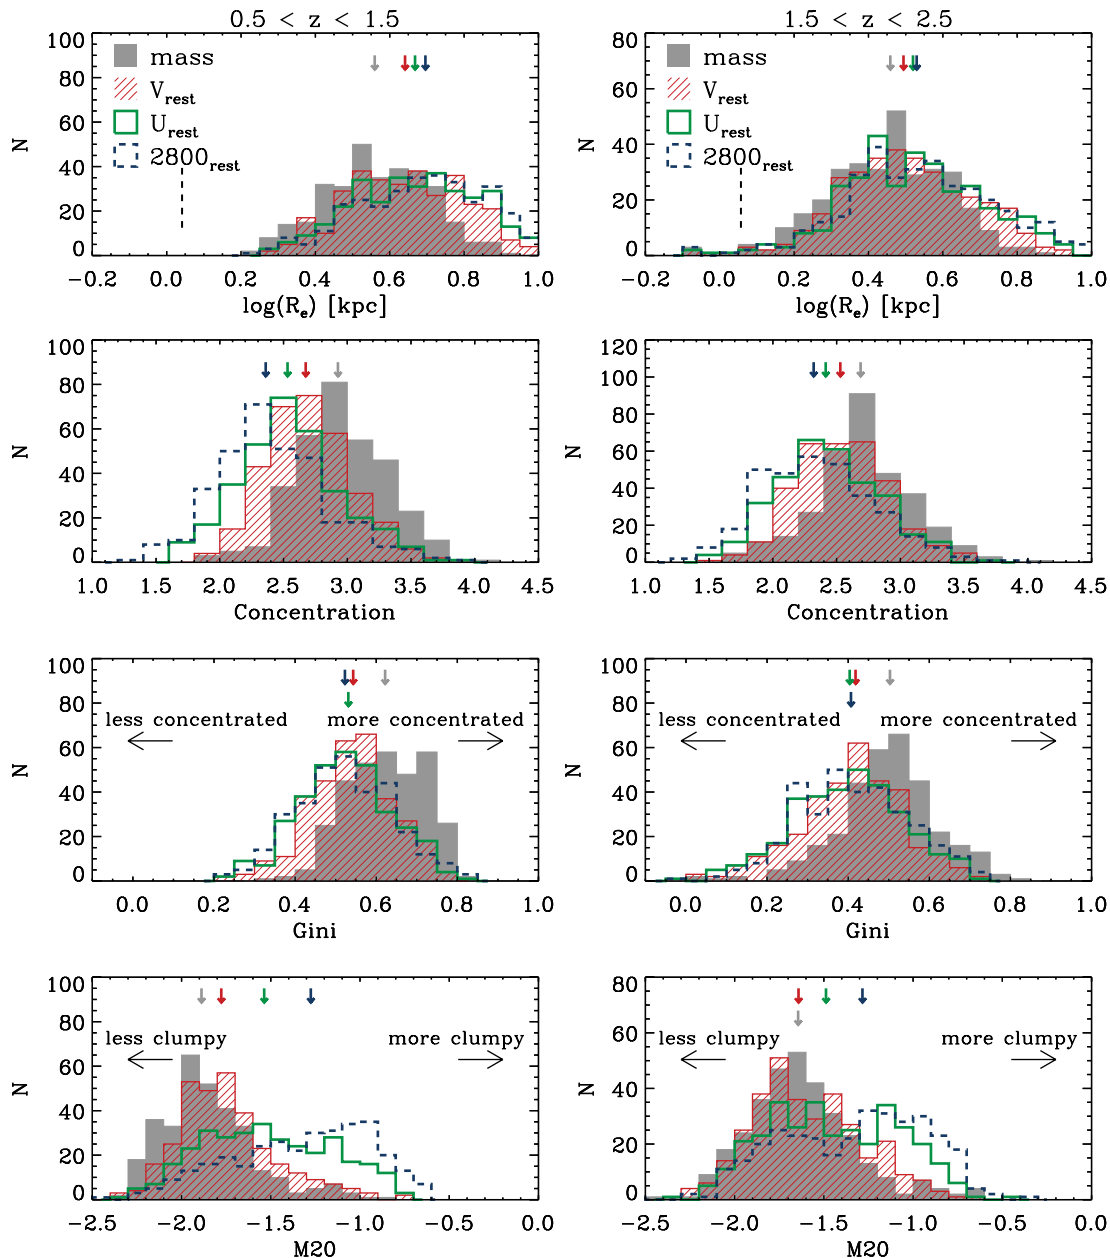 0.5 < z < 1.5
1.5 < z < 2.5
100
80
60
40
20
0
N
mass
V_rest
U_rest
2800_rest
−0.2 0.0 0.2 0.4 0.6 0.8 1.0
log(R_e) [kpc]
80
60
40
20
0
N
mass
V_rest
U_rest
2800_rest
−0.2 0.0 0.2 0.4 0.6 0.8 1.0
log(R_e) [kpc]
100
80
60
40
20
0
N
1.0 1.5 2.0 2.5 3.0 3.5 4.0 4.5
Concentration
120
100
80
60
40
20
0
N
1.0 1.5 2.0 2.5 3.0 3.5 4.0 4.5
Concentration
100
80
60
40
20
0
N
less concentrated
more concentrated
0.0 0.2 0.4 0.6 0.8 1.0
Gini
100
80
60
40
20
0
N
less concentrated
more concentrated
0.0 0.2 0.4 0.6 0.8 1.0
Gini
100
80
60
40
20
0
N
less clumpy
more clumpy
−2.5 −2.0 −1.5 −1.0 −0.5 0.0
M20
80
60
40
20
0
N
less clumpy
more clumpy
−2.5 −2.0 −1.5 −1.0 −0.5 0.0
M20